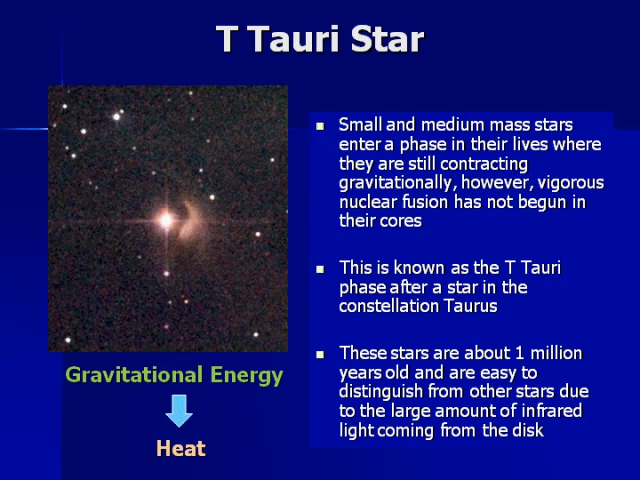 T Tauri Star
Small and medium mass stars
enter a phase in their lives where
they are still contracting
gravitationally, however, vigorous
nuclear fusion has not begun in
their cores
This is known as the T Tauri
phase after a star in the
constellation Taurus
These stars are about 1 million
years old and are easy to
distinguish from other stars due
to the large amount of infrared
light coming from the disk
Gravitational Energy
Heat